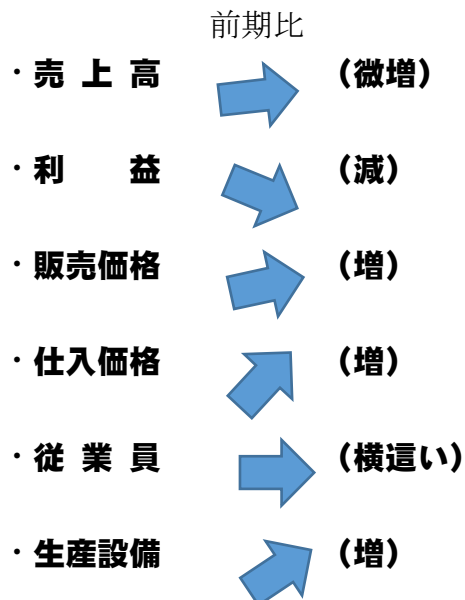 前期比
・売 上 高 （微増）
・利 益 （減）
・販売価格 （増）
・仕入価格 （増）
・従 業 員 （横這い）
・生産設備 （増）